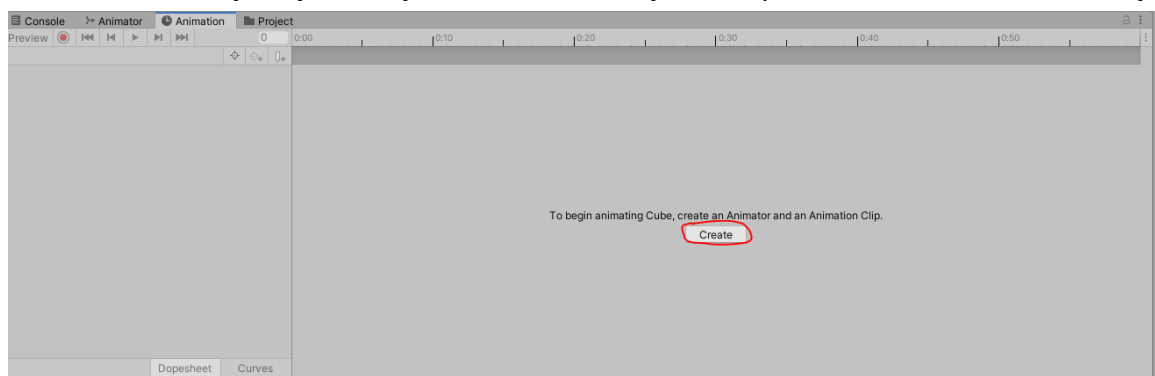 Console Animator Animation Project
Preview 0 0:00 0:10 0:20 0:30 0:40 0:50
To begin animating Cube, create an Animator and an Animation Clip.
Create
Dopesheet Curves